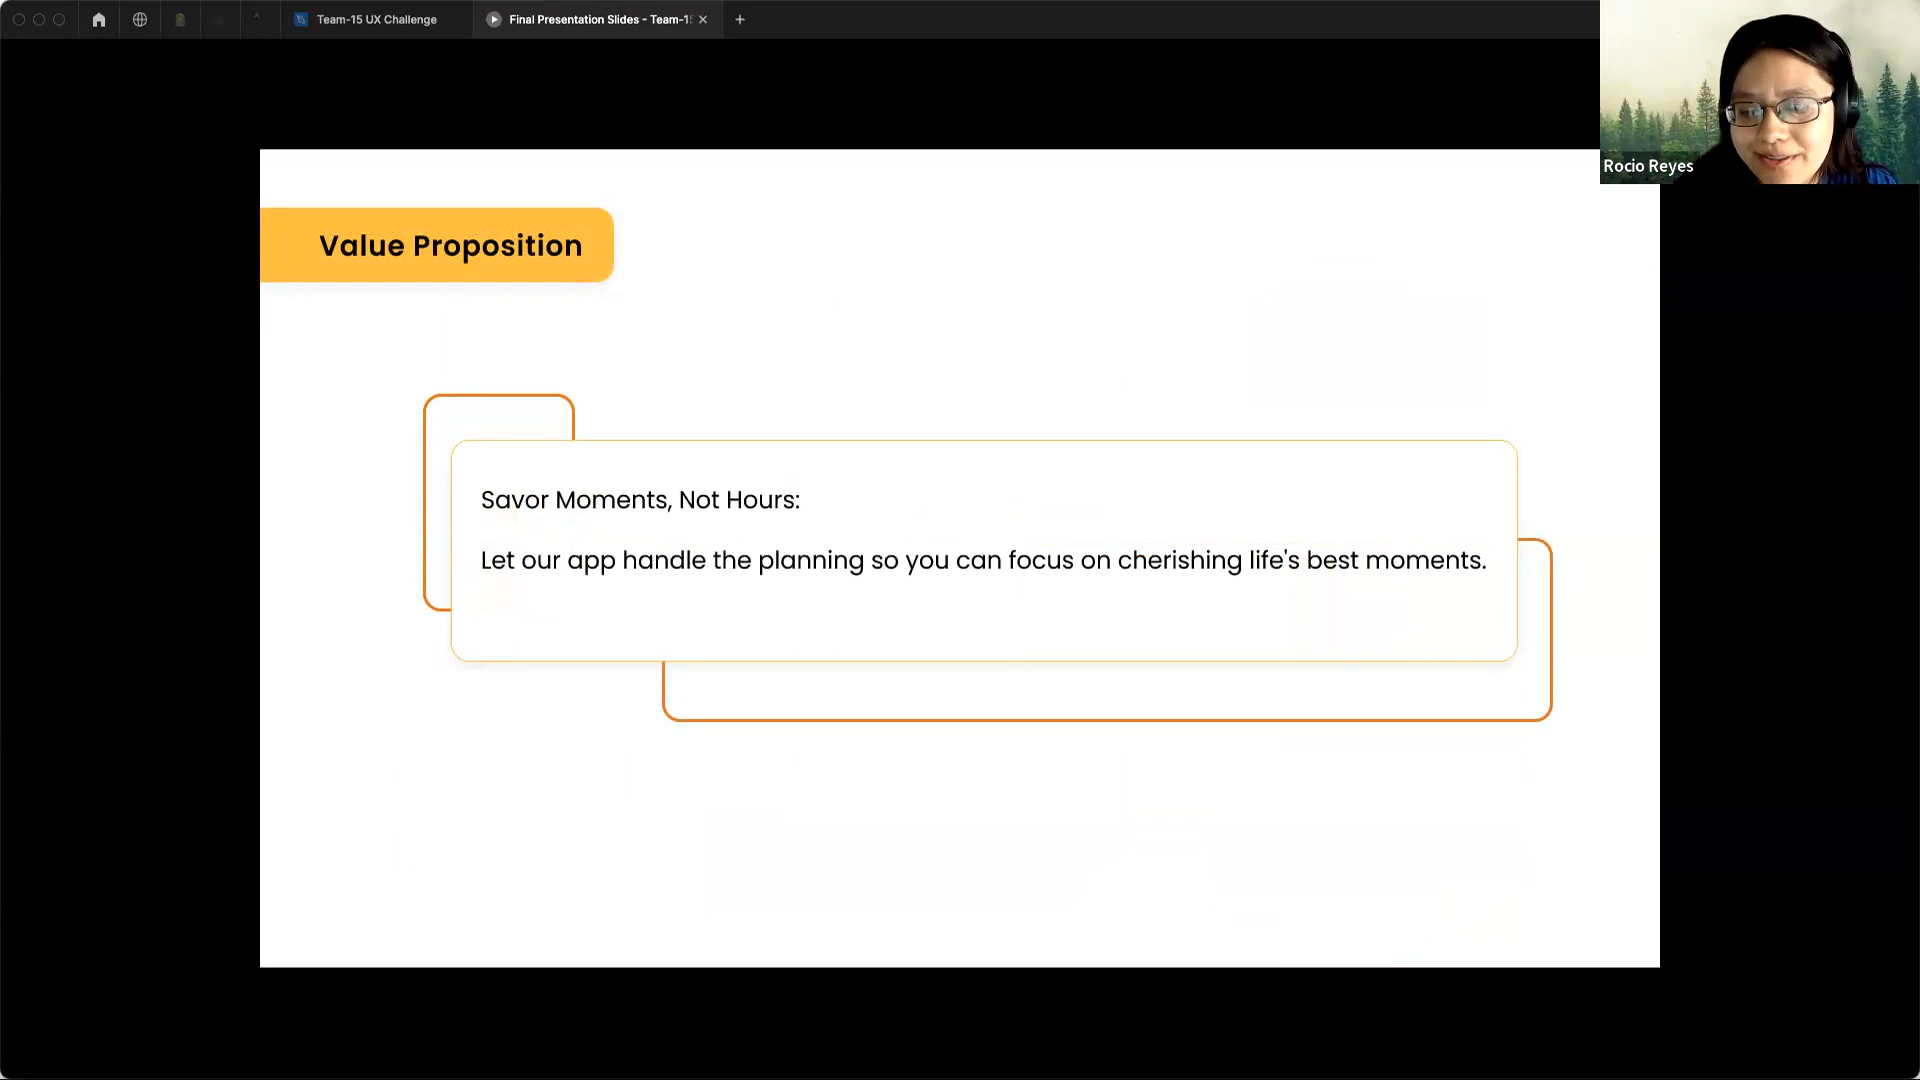 Team-15 UX Challenge
Final Presentation Slides - Team-15
Rocio Reyes
Value Proposition
Savor Moments, Not Hours:
Let our app handle the planning so you can focus on cherishing life's best moments.